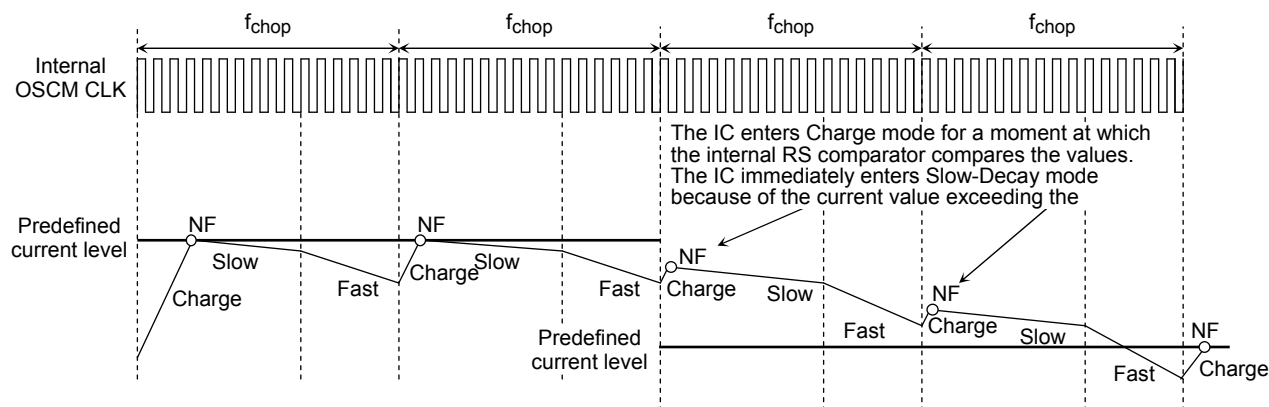 fchop fchop fchop fchop
Internal
OSCM CLK
The IC enters Charge mode for a moment at which
the internal RS comparator compares the values.
The IC immediately enters Slow-Decay mode
because of the current value exceeding the
Predefined
current level
NF
Slow
Charge
Fast
NF
Charge
Slow
Fast
NF
Charge
Slow
Fast
NF
Charge
Slow
Fast
NF
Charge
Predefined
current level